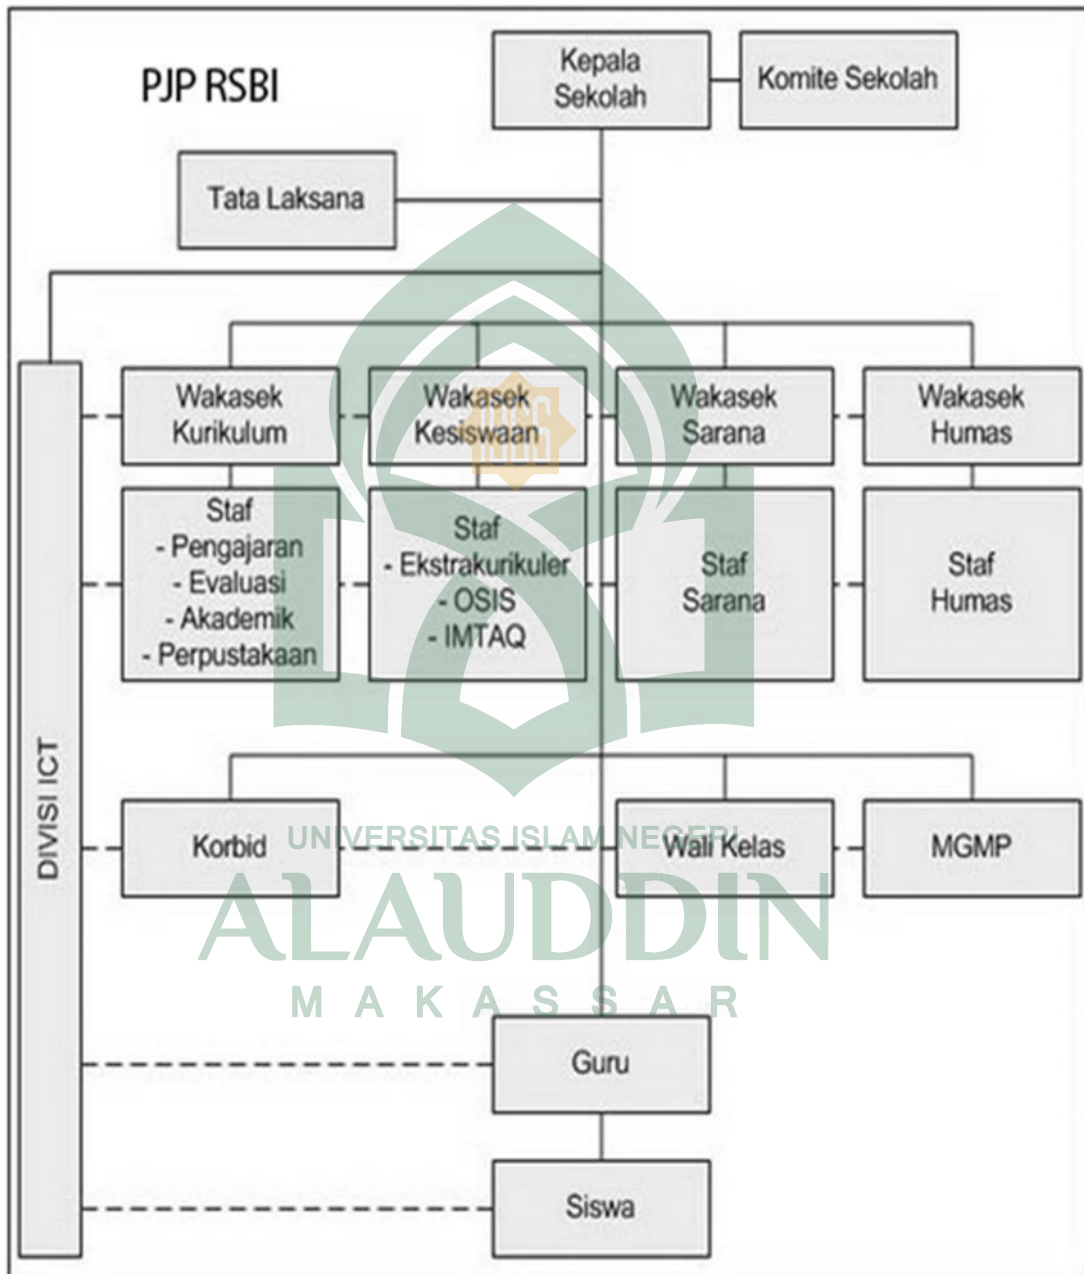 PJP RSBI
Kepala
Sekolah
Komite Sekolah
Tata Laksana
DIVISI ICT
Wakasek
Kurikulum
Wakasek
Kesiswaan
Wakasek
Sarana
Wakasek
Humas
Staf
- Pengajaran
- Evaluasi
- Akademik
- Perpustakaan
Staf
- Ekstrakurikuler
- OSIS
- IMTAQ
Staf
Sarana
Staf
Humas
Korbid
Wali Kelas
MGMP
UNIVERSITAS ISLAM NEGERI
ALAUDDIN
MAKASSAR
Guru
Siswa